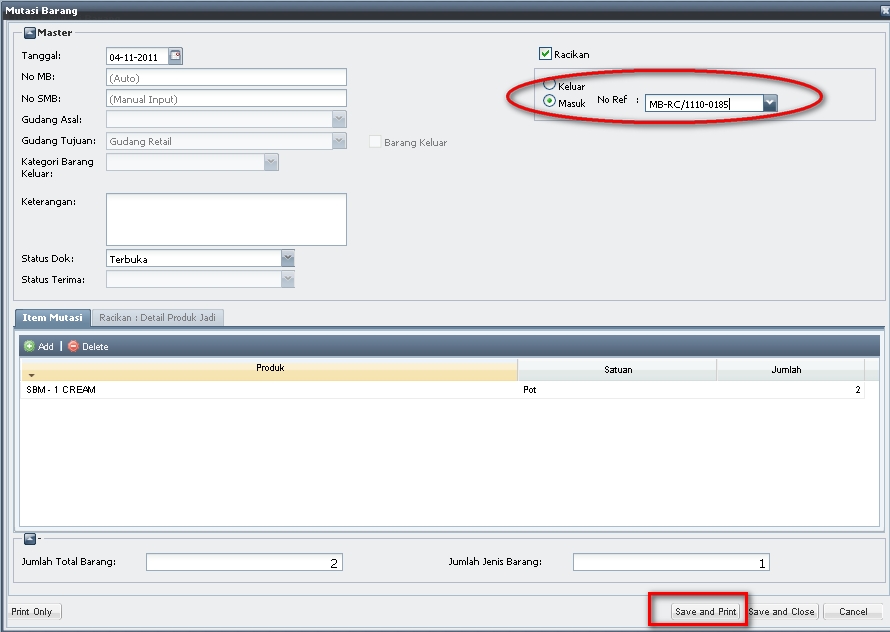 Mutasi Barang
Master
Tanggal: 04-11-2011
Racikan
No MB: (Auto)
Keluar
No SMB: (Manual Input)
Masuk No Ref : MB-RC/1110-0185
Gudang Asal:
Gudang Tujuan: Gudang Retail Barang Keluar
Kategori Barang
Keluar:
Keterangan:
Status Dok: Terbuka
Status Terima:
Item Mutasi Racikan : Detail Produk Jadi
Add | Delete
Produk Satuan Jumlah
SBM - 1 CREAM Pot 2
-
Jumlah Total Barang: 2 Jumlah Jenis Barang: 1
Print Only Save and Print Save and Close Cancel